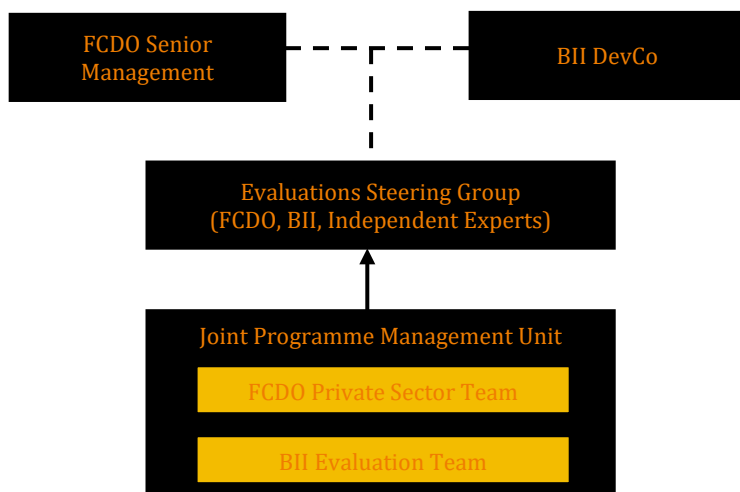 FCDO Senior
Management
BII DevCo
Evaluations Steering Group
(FCDO, BII, Independent Experts)
Joint Programme Management Unit
FCDO Private Sector Team
BII Evaluation Team